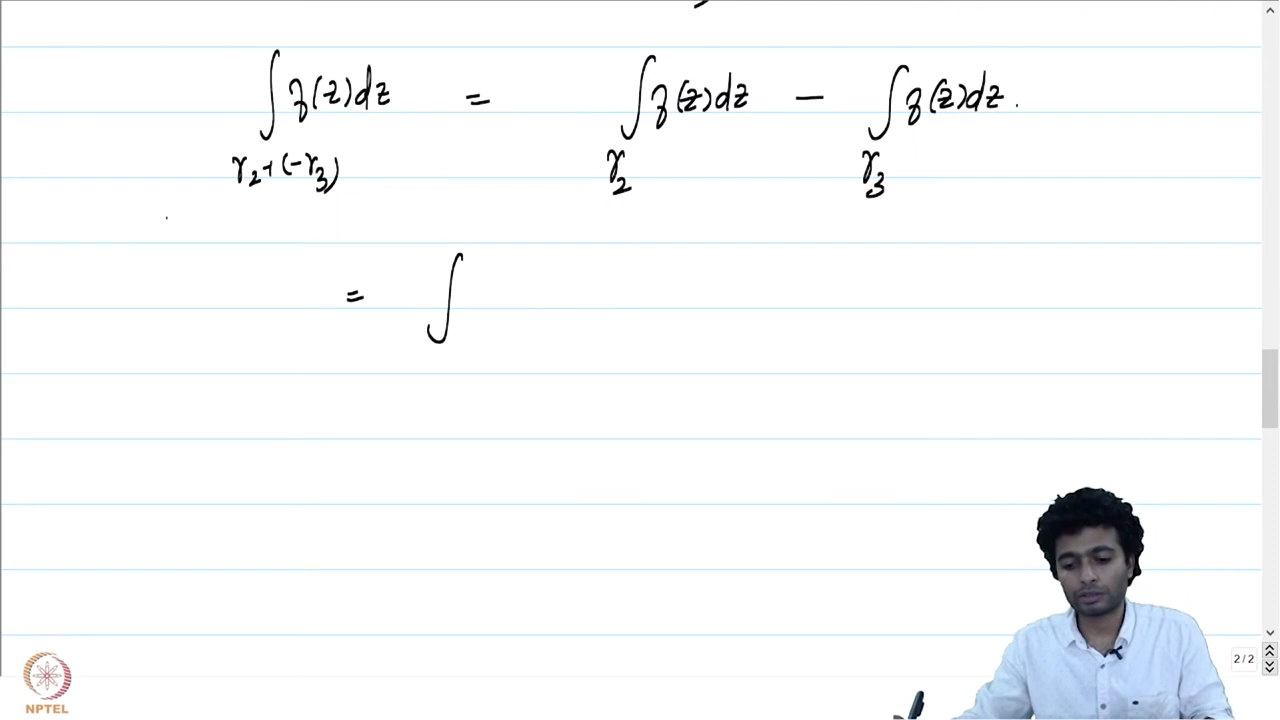 ∫ f(z)dz = ∫ f(z)dz − ∫ f(z)dz.
γ2+(−γ3) γ2 γ3
= ∫
2 / 2
NPTEL